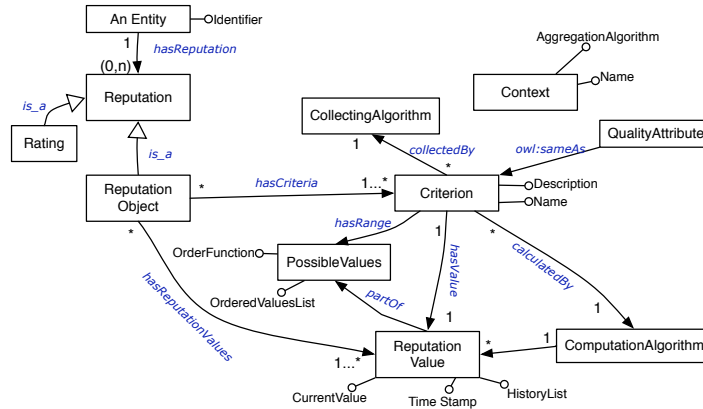 An Entity
Identifier
AggregationAlgorithm
1
hasReputation
(0,n)
Reputation
Context
Name
is_a
CollectingAlgorithm
QualityAttribute
Rating
1
collectedBy
owl:sameAs
is_a
*
Reputation
Object
*
hasCriteria
1...*
Criterion
Description
Name
*
hasRange
1
*
OrderFunction
PossibleValues
hasValue
calculatedBy
hasReputationValues
OrderedValuesList
partOf
1
1
Reputation
Value
*
1
ComputationAlgorithm
1...*
CurrentValue
Time Stamp
HistoryList